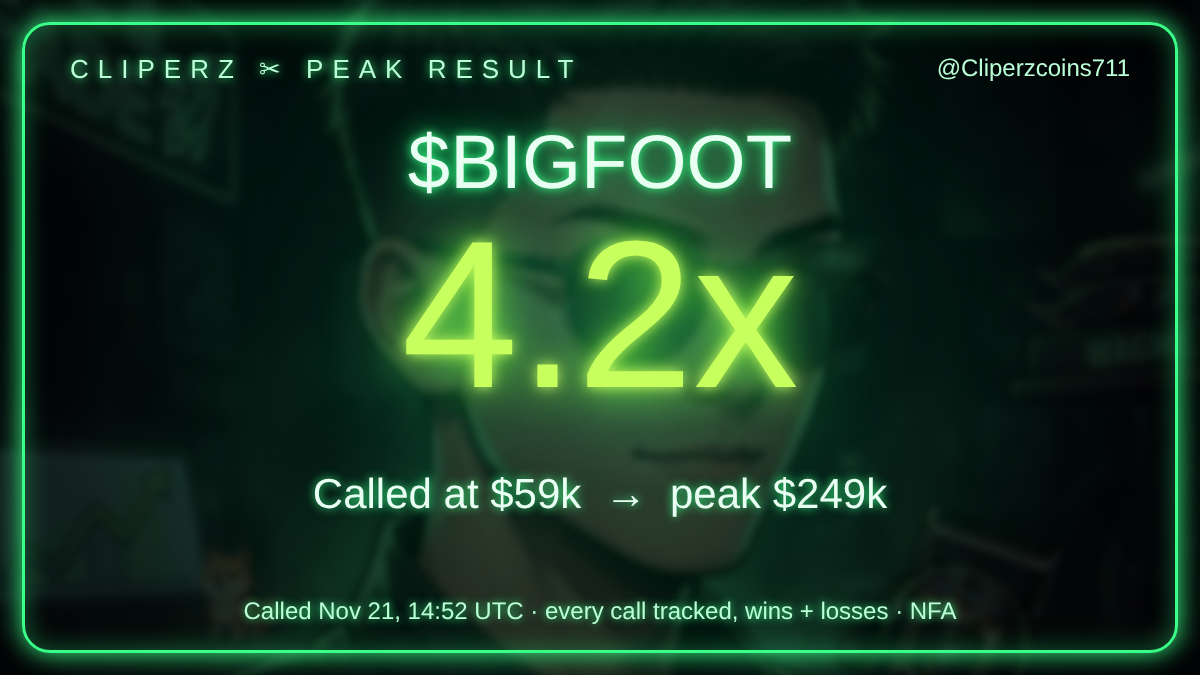 CLIPERZ ✂ PEAK RESULT
@Cliperzcoins711
$BIGFOOT
4.2x
Called at $59k → peak $249k
Called Nov 21, 14:52 UTC · every call tracked, wins + losses · NFA